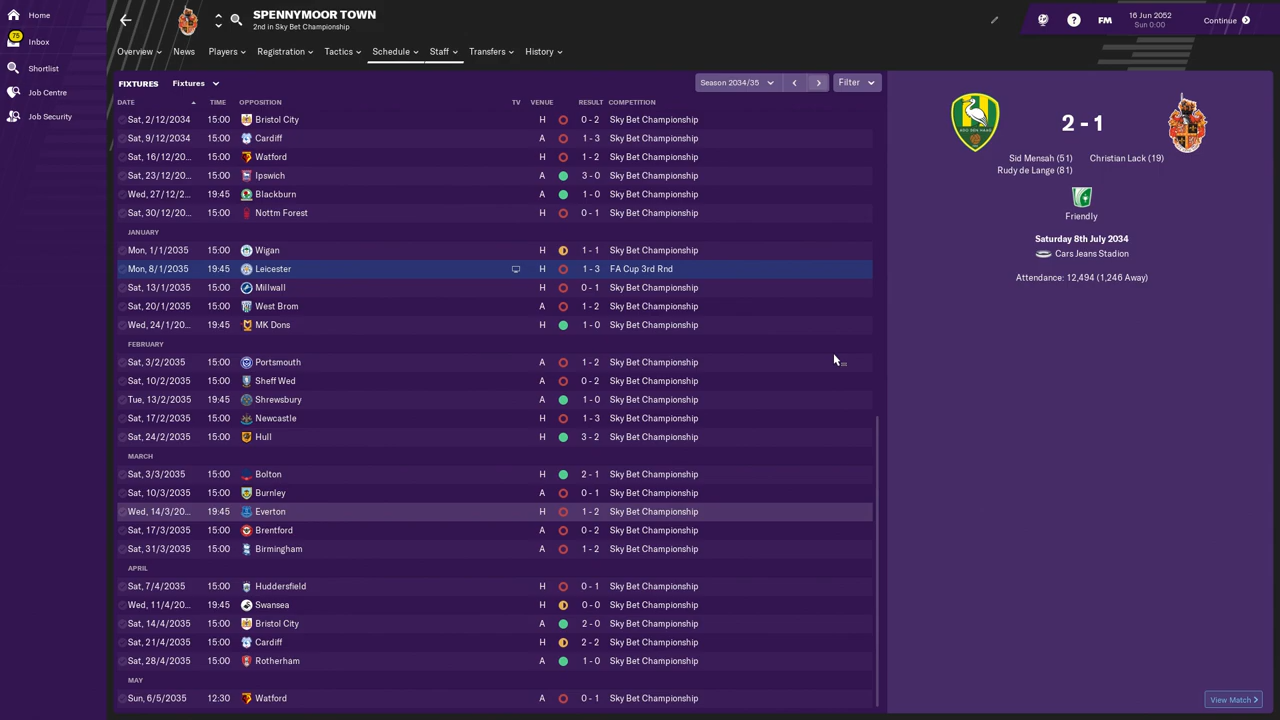 SPENNYMOOR TOWN
2nd in Sky Bet Championship
16 Jun 2052
Sun 0:00
FM
Continue
Home
75
Inbox
Shortlist
Job Centre
Job Security
Overview
News
Players
Registration
Tactics
Schedule
Staff
Transfers
History
FIXTURES Fixtures
Season 2034/35
Filter
DATE TIME OPPOSITION TV VENUE RESULT COMPETITION
Sat, 2/12/2034 15:00 Bristol City H 0 - 2 Sky Bet Championship
Sat, 9/12/2034 15:00 Cardiff A 1 - 3 Sky Bet Championship
Sat, 16/12/20... 15:00 Watford H 1 - 2 Sky Bet Championship
Sat, 23/12/20... 15:00 Ipswich A 3 - 0 Sky Bet Championship
Wed, 27/12/2... 19:45 Blackburn A 1 - 0 Sky Bet Championship
Sat, 30/12/20... 15:00 Nottm Forest H 0 - 1 Sky Bet Championship
JANUARY
Mon, 1/1/2035 15:00 Wigan H 1 - 1 Sky Bet Championship
Mon, 8/1/2035 19:45 Leicester H 1 - 3 FA Cup 3rd Rnd
Sat, 13/1/2035 15:00 Millwall H 0 - 1 Sky Bet Championship
Sat, 20/1/2035 15:00 West Brom A 1 - 2 Sky Bet Championship
Wed, 24/1/20... 19:45 MK Dons H 1 - 0 Sky Bet Championship
FEBRUARY
Sat, 3/2/2035 15:00 Portsmouth A 1 - 2 Sky Bet Championship
Sat, 10/2/2035 15:00 Sheff Wed A 0 - 2 Sky Bet Championship
Tue, 13/2/2035 19:45 Shrewsbury A 1 - 0 Sky Bet Championship
Sat, 17/2/2035 15:00 Newcastle H 1 - 3 Sky Bet Championship
Sat, 24/2/2035 15:00 Hull H 3 - 2 Sky Bet Championship
MARCH
Sat, 3/3/2035 15:00 Bolton H 2 - 1 Sky Bet Championship
Sat, 10/3/2035 15:00 Burnley A 0 - 1 Sky Bet Championship
Wed, 14/3/20... 19:45 Everton H 1 - 2 Sky Bet Championship
Sat, 17/3/2035 15:00 Brentford A 0 - 2 Sky Bet Championship
Sat, 31/3/2035 15:00 Birmingham A 1 - 2 Sky Bet Championship
APRIL
Sat, 7/4/2035 15:00 Huddersfield H 0 - 1 Sky Bet Championship
Wed, 11/4/20... 19:45 Swansea H 0 - 0 Sky Bet Championship
Sat, 14/4/2035 15:00 Bristol City A 2 - 0 Sky Bet Championship
Sat, 21/4/2035 15:00 Cardiff H 2 - 2 Sky Bet Championship
Sat, 28/4/2035 15:00 Rotherham A 1 - 0 Sky Bet Championship
MAY
Sun, 6/5/2035 12:30 Watford A 0 - 1 Sky Bet Championship
2 - 1
Sid Mensah (51) Christian Lack (19)
Rudy de Lange (81)
Friendly
Saturday 8th July 2034
Cars Jeans Stadion
Attendance: 12,494 (1,246 Away)
View Match